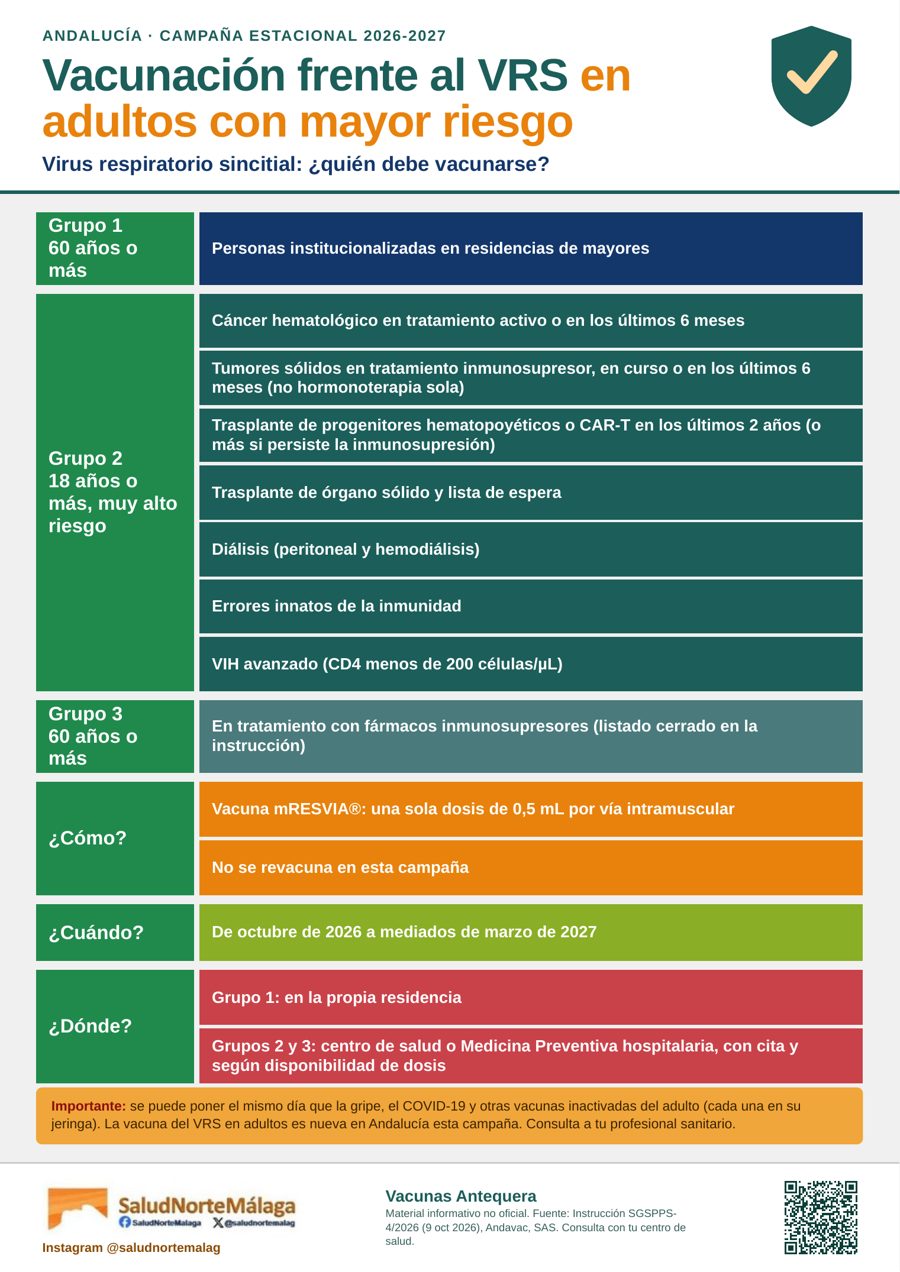 ANDALUCÍA · CAMPAÑA ESTACIONAL 2026-2027
Vacunación frente al VRS en
adultos con mayor riesgo
Virus respiratorio sincitial: ¿quién debe vacunarse?
Grupo 1
60 años o
más
Personas institucionalizadas en residencias de mayores
Grupo 2
18 años o
más, muy alto
riesgo
Cáncer hematológico en tratamiento activo o en los últimos 6 meses
Tumores sólidos en tratamiento inmunosupresor, en curso o en los últimos 6
meses (no hormonoterapia sola)
Trasplante de progenitores hematopoyéticos o CAR-T en los últimos 2 años (o
más si persiste la inmunosupresión)
Trasplante de órgano sólido y lista de espera
Diálisis (peritoneal y hemodiálisis)
Errores innatos de la inmunidad
VIH avanzado (CD4 menos de 200 células/µL)
Grupo 3
60 años o
más
En tratamiento con fármacos inmunosupresores (listado cerrado en la
instrucción)
¿Cómo?
Vacuna mRESVIA®: una sola dosis de 0,5 mL por vía intramuscular
No se revacuna en esta campaña
¿Cuándo?
De octubre de 2026 a mediados de marzo de 2027
¿Dónde?
Grupo 1: en la propia residencia
Grupos 2 y 3: centro de salud o Medicina Preventiva hospitalaria, con cita y
según disponibilidad de dosis
Importante: se puede poner el mismo día que la gripe, el COVID-19 y otras vacunas inactivadas del adulto (cada una en su
jeringa). La vacuna del VRS en adultos es nueva en Andalucía esta campaña. Consulta a tu profesional sanitario.
SaludNorteMálaga
SaludNorteMalaga @saludnortemalag
Instagram @saludnortemalag
Vacunas Antequera
Material informativo no oficial. Fuente: Instrucción SGSPPS-
4/2026 (9 oct 2026), Andavac, SAS. Consulta con tu centro de
salud.